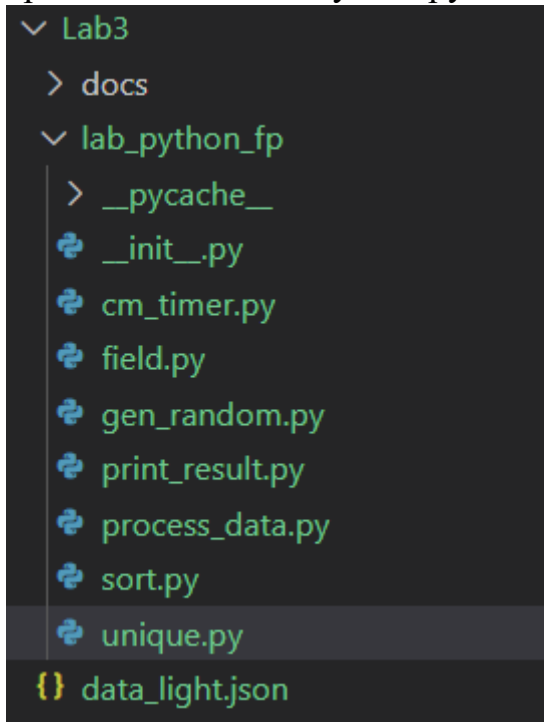 Lab3
docs
lab_python_fp
__pycache__
__init__.py
cm_timer.py
field.py
gen_random.py
print_result.py
process_data.py
sort.py
unique.py
{} data_light.json